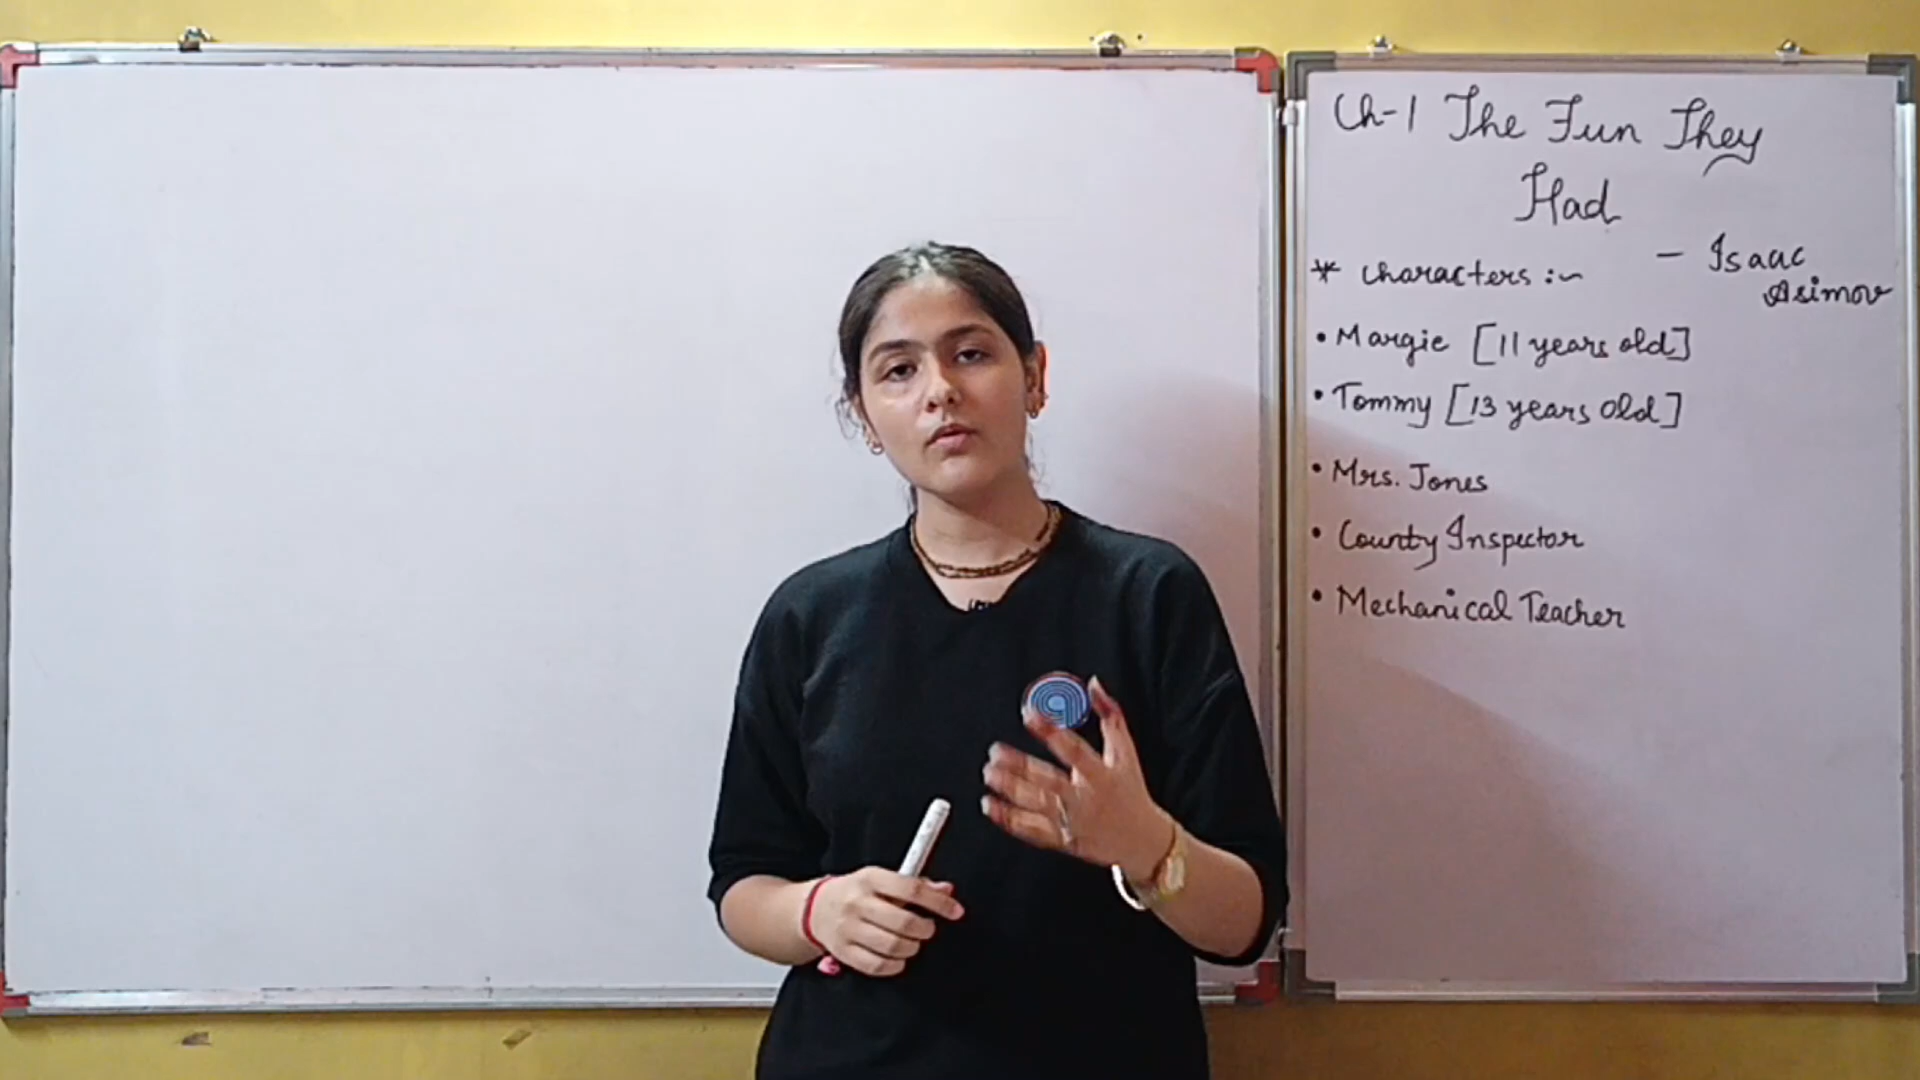 Ch-1 The Fun They
Had
- Isaac
Asimov
* Characters :-
• Margie [11 years old]
• Tommy [13 years old]
• Mrs. Jones
• County Inspector
• Mechanical Teacher